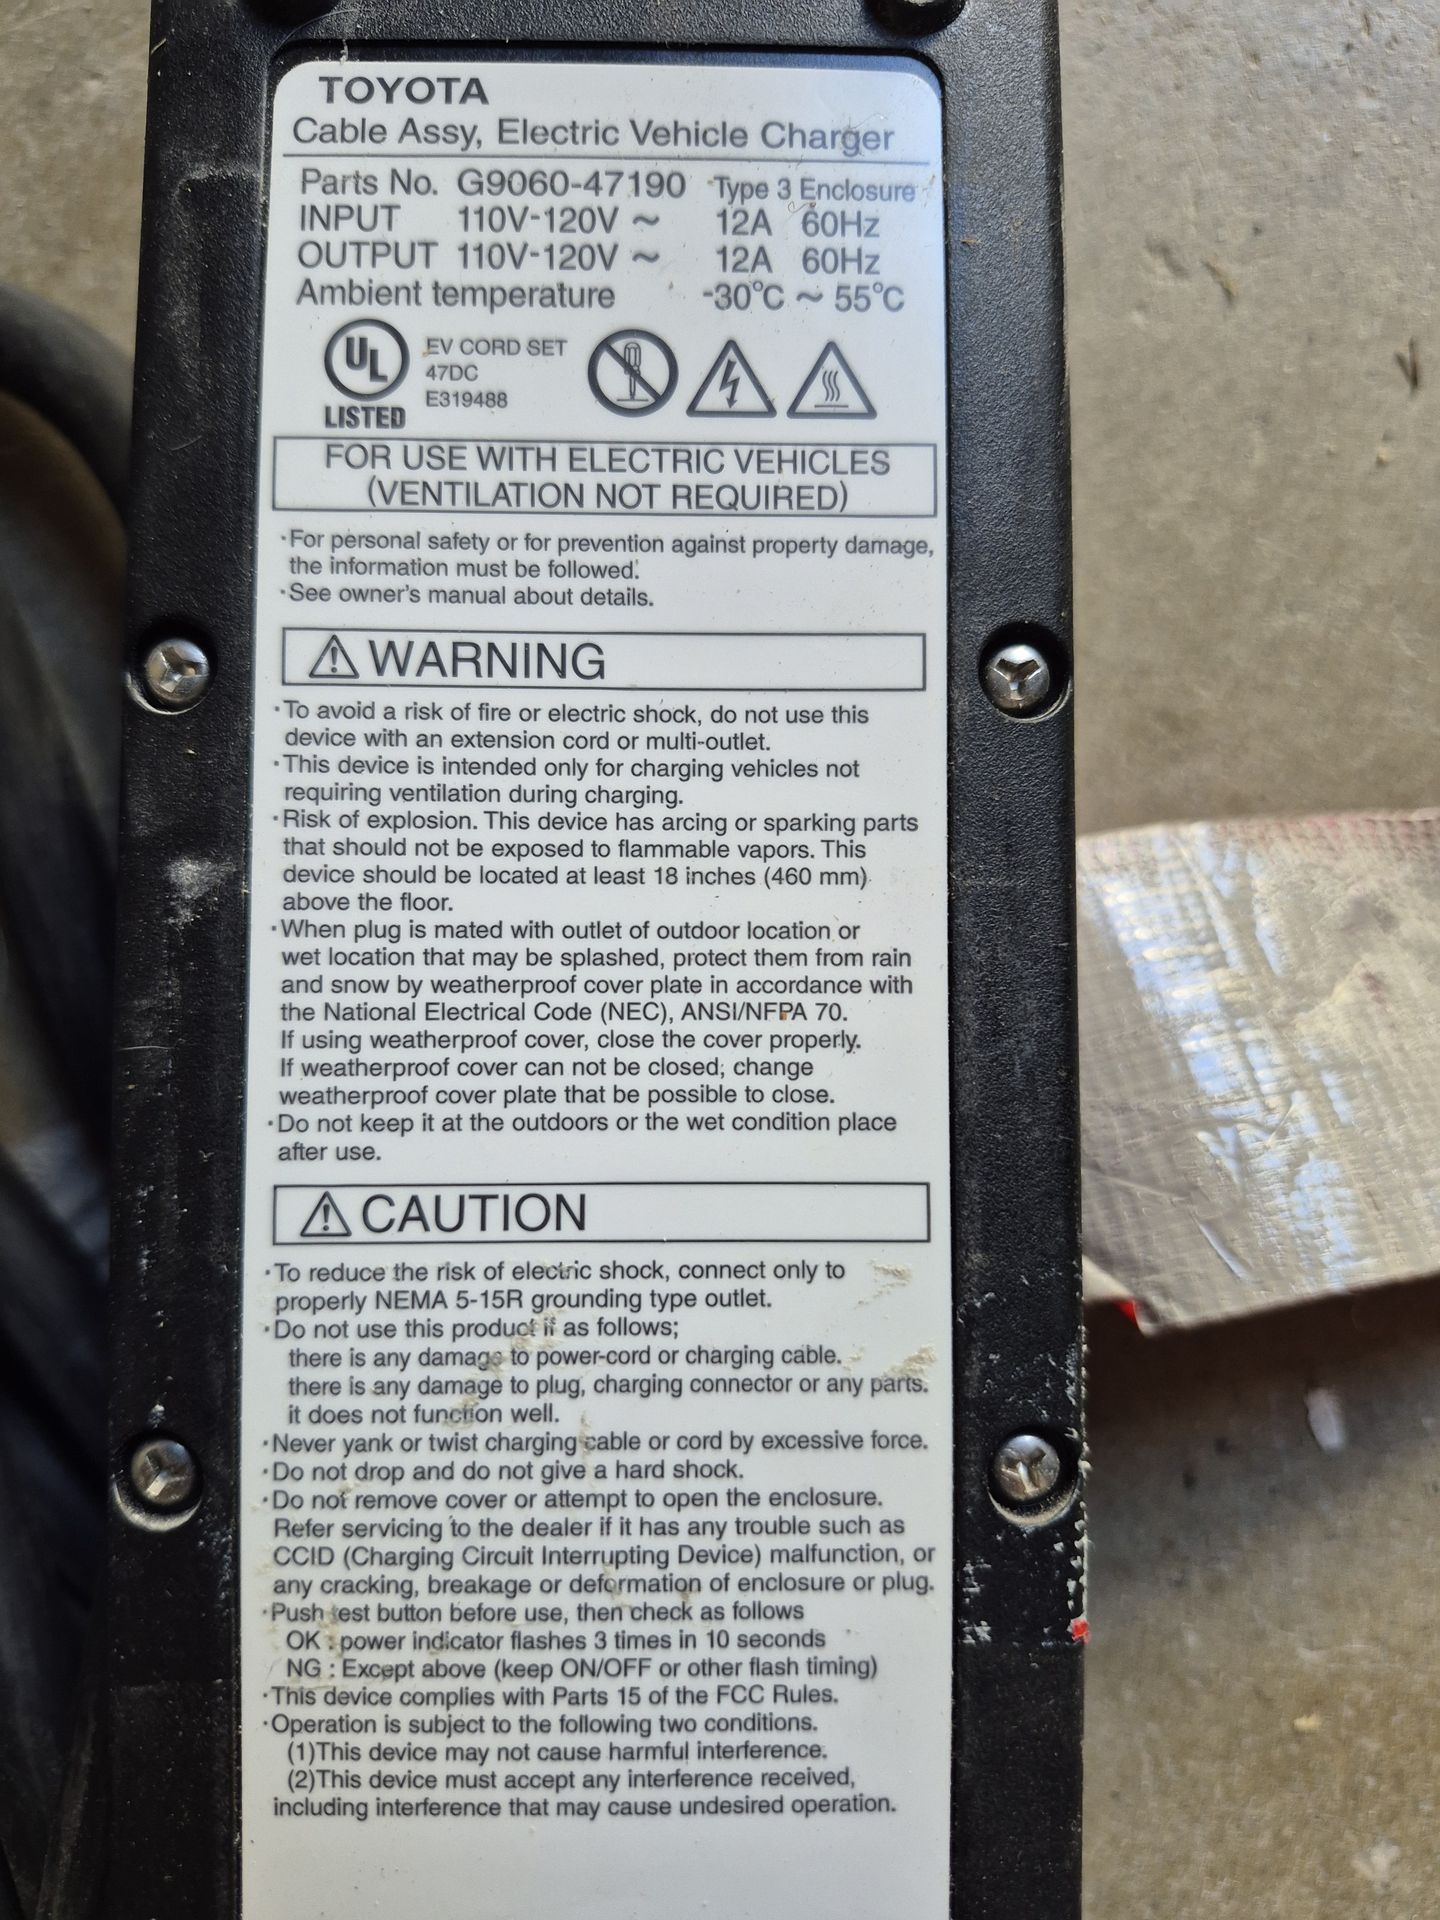 TOYOTA
Cable Assy, Electric Vehicle Charger
Parts No. G9060-47190 Type 3 Enclosure
INPUT 110V-120V ~ 12A 60Hz
OUTPUT 110V-120V ~ 12A 60Hz
Ambient temperature -30°C ~ 55°C
UL
LISTED
EV CORD SET
47DC
E319488
FOR USE WITH ELECTRIC VEHICLES
(VENTILATION NOT REQUIRED)
·For personal safety or for prevention against property damage,
the information must be followed.
·See owner's manual about details.
⚠ WARNING
·To avoid a risk of fire or electric shock, do not use this
device with an extension cord or multi-outlet.
·This device is intended only for charging vehicles not
requiring ventilation during charging.
·Risk of explosion. This device has arcing or sparking parts
that should not be exposed to flammable vapors. This
device should be located at least 18 inches (460 mm)
above the floor.
·When plug is mated with outlet of outdoor location or
wet location that may be splashed, protect them from rain
and snow by weatherproof cover plate in accordance with
the National Electrical Code (NEC), ANSI/NFPA 70.
If using weatherproof cover, close the cover properly.
If weatherproof cover can not be closed, change
weatherproof cover plate that be possible to close.
·Do not keep it at the outdoors or the wet condition place
after use.
⚠ CAUTION
·To reduce the risk of electric shock, connect only to
properly NEMA 5-15R grounding type outlet.
·Do not use this product if as follows;
there is any damage to power-cord or charging cable.
there is any damage to plug, charging connector or any parts.
it does not function well.
·Never yank or twist charging cable or cord by excessive force.
·Do not drop and do not give a hard shock.
·Do not remove cover or attempt to open the enclosure.
Refer servicing to the dealer if it has any trouble such as
CCID (Charging Circuit Interrupting Device) malfunction, or
any cracking, breakage or deformation of enclosure or plug.
·Push test button before use, then check as follows
OK : power indicator flashes 3 times in 10 seconds
NG : Except above (keep ON/OFF or other flash timing)
·This device complies with Parts 15 of the FCC Rules.
·Operation is subject to the following two conditions.
(1)This device may not cause harmful interference.
(2)This device must accept any interference received,
including interference that may cause undesired operation.